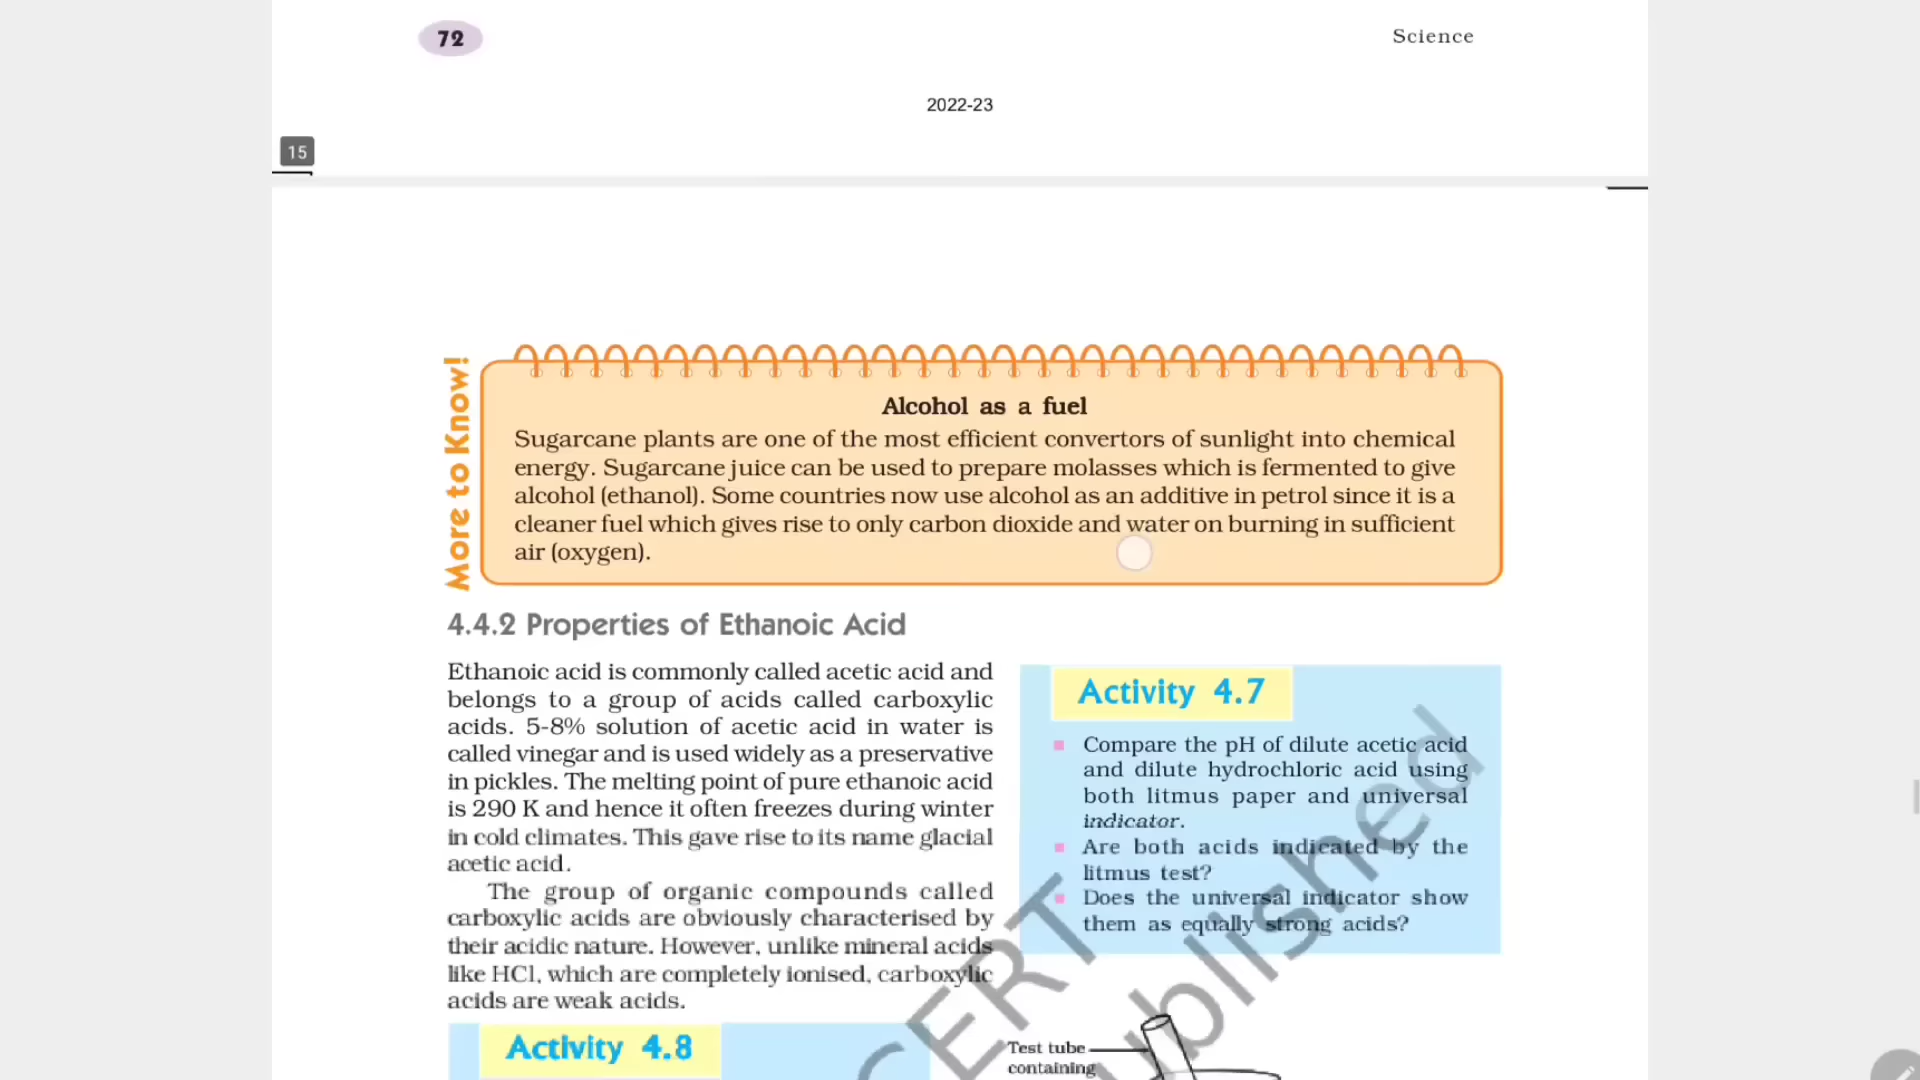 72
Science
2022-23
15
More to Know!
Alcohol as a fuel
Sugarcane plants are one of the most efficient convertors of sunlight into chemical
energy. Sugarcane juice can be used to prepare molasses which is fermented to give
alcohol (ethanol). Some countries now use alcohol as an additive in petrol since it is a
cleaner fuel which gives rise to only carbon dioxide and water on burning in sufficient
air (oxygen).
4.4.2 Properties of Ethanoic Acid
Ethanoic acid is commonly called acetic acid and
belongs to a group of acids called carboxylic
acids. 5-8% solution of acetic acid in water is
called vinegar and is used widely as a preservative
in pickles. The melting point of pure ethanoic acid
is 290 K and hence it often freezes during winter
in cold climates. This gave rise to its name glacial
acetic acid.
The group of organic compounds called
carboxylic acids are obviously characterised by
their acidic nature. However, unlike mineral acids
like HCl, which are completely ionised, carboxylic
acids are weak acids.
Activity 4.7
Compare the pH of dilute acetic acid
and dilute hydrochloric acid using
both litmus paper and universal
indicator.
Are both acids indicated by the
litmus test?
Does the universal indicator show
them as equally strong acids?
Activity 4.8
Test tube
containing
CERT
ublished